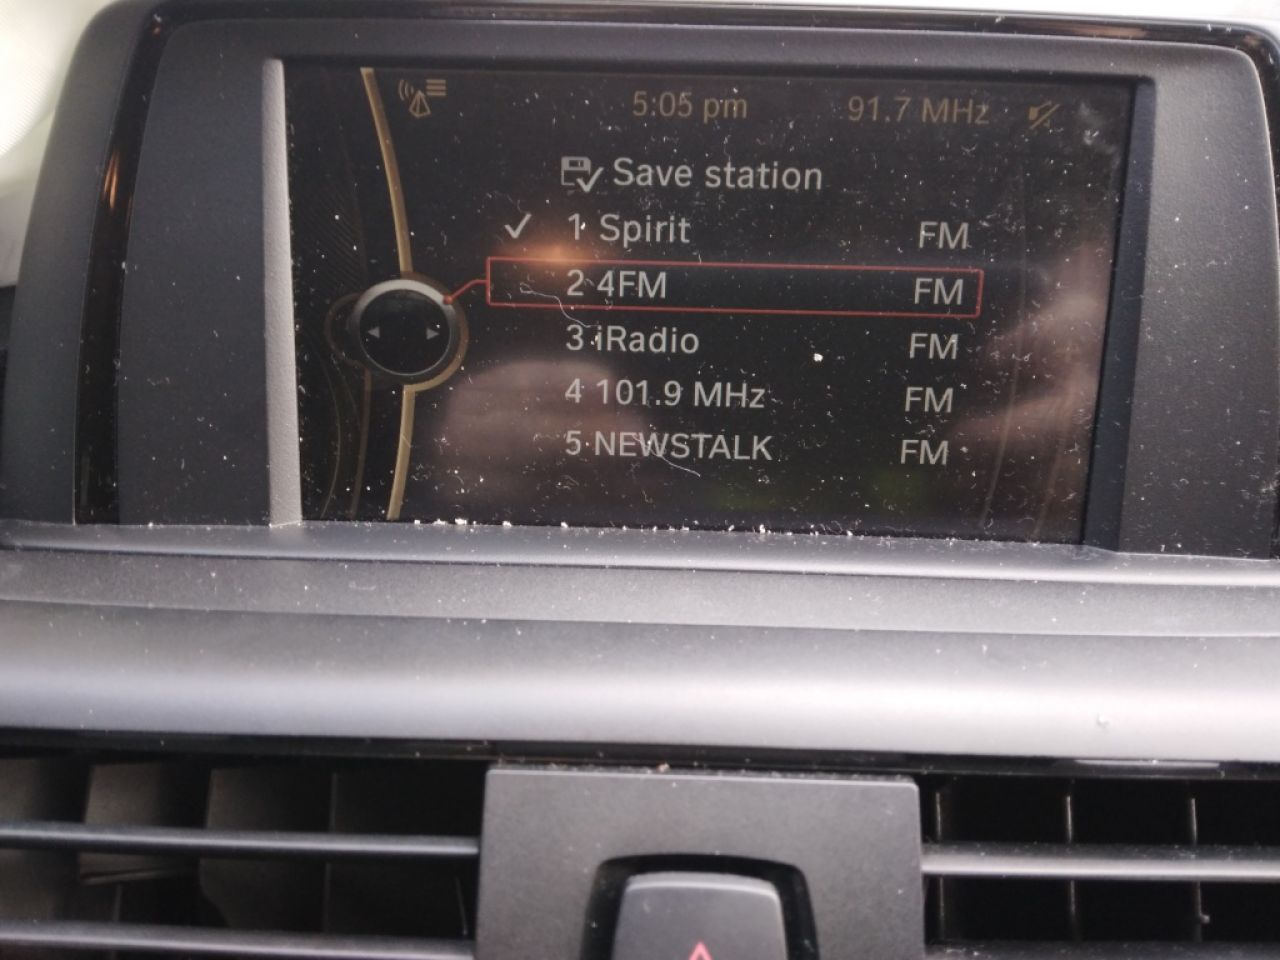 5:05 pm 91.7 MHz
Save station
1 Spirit FM
2 4FM FM
3 iRadio FM
4 101.9 MHz FM
5 NEWSTALK FM